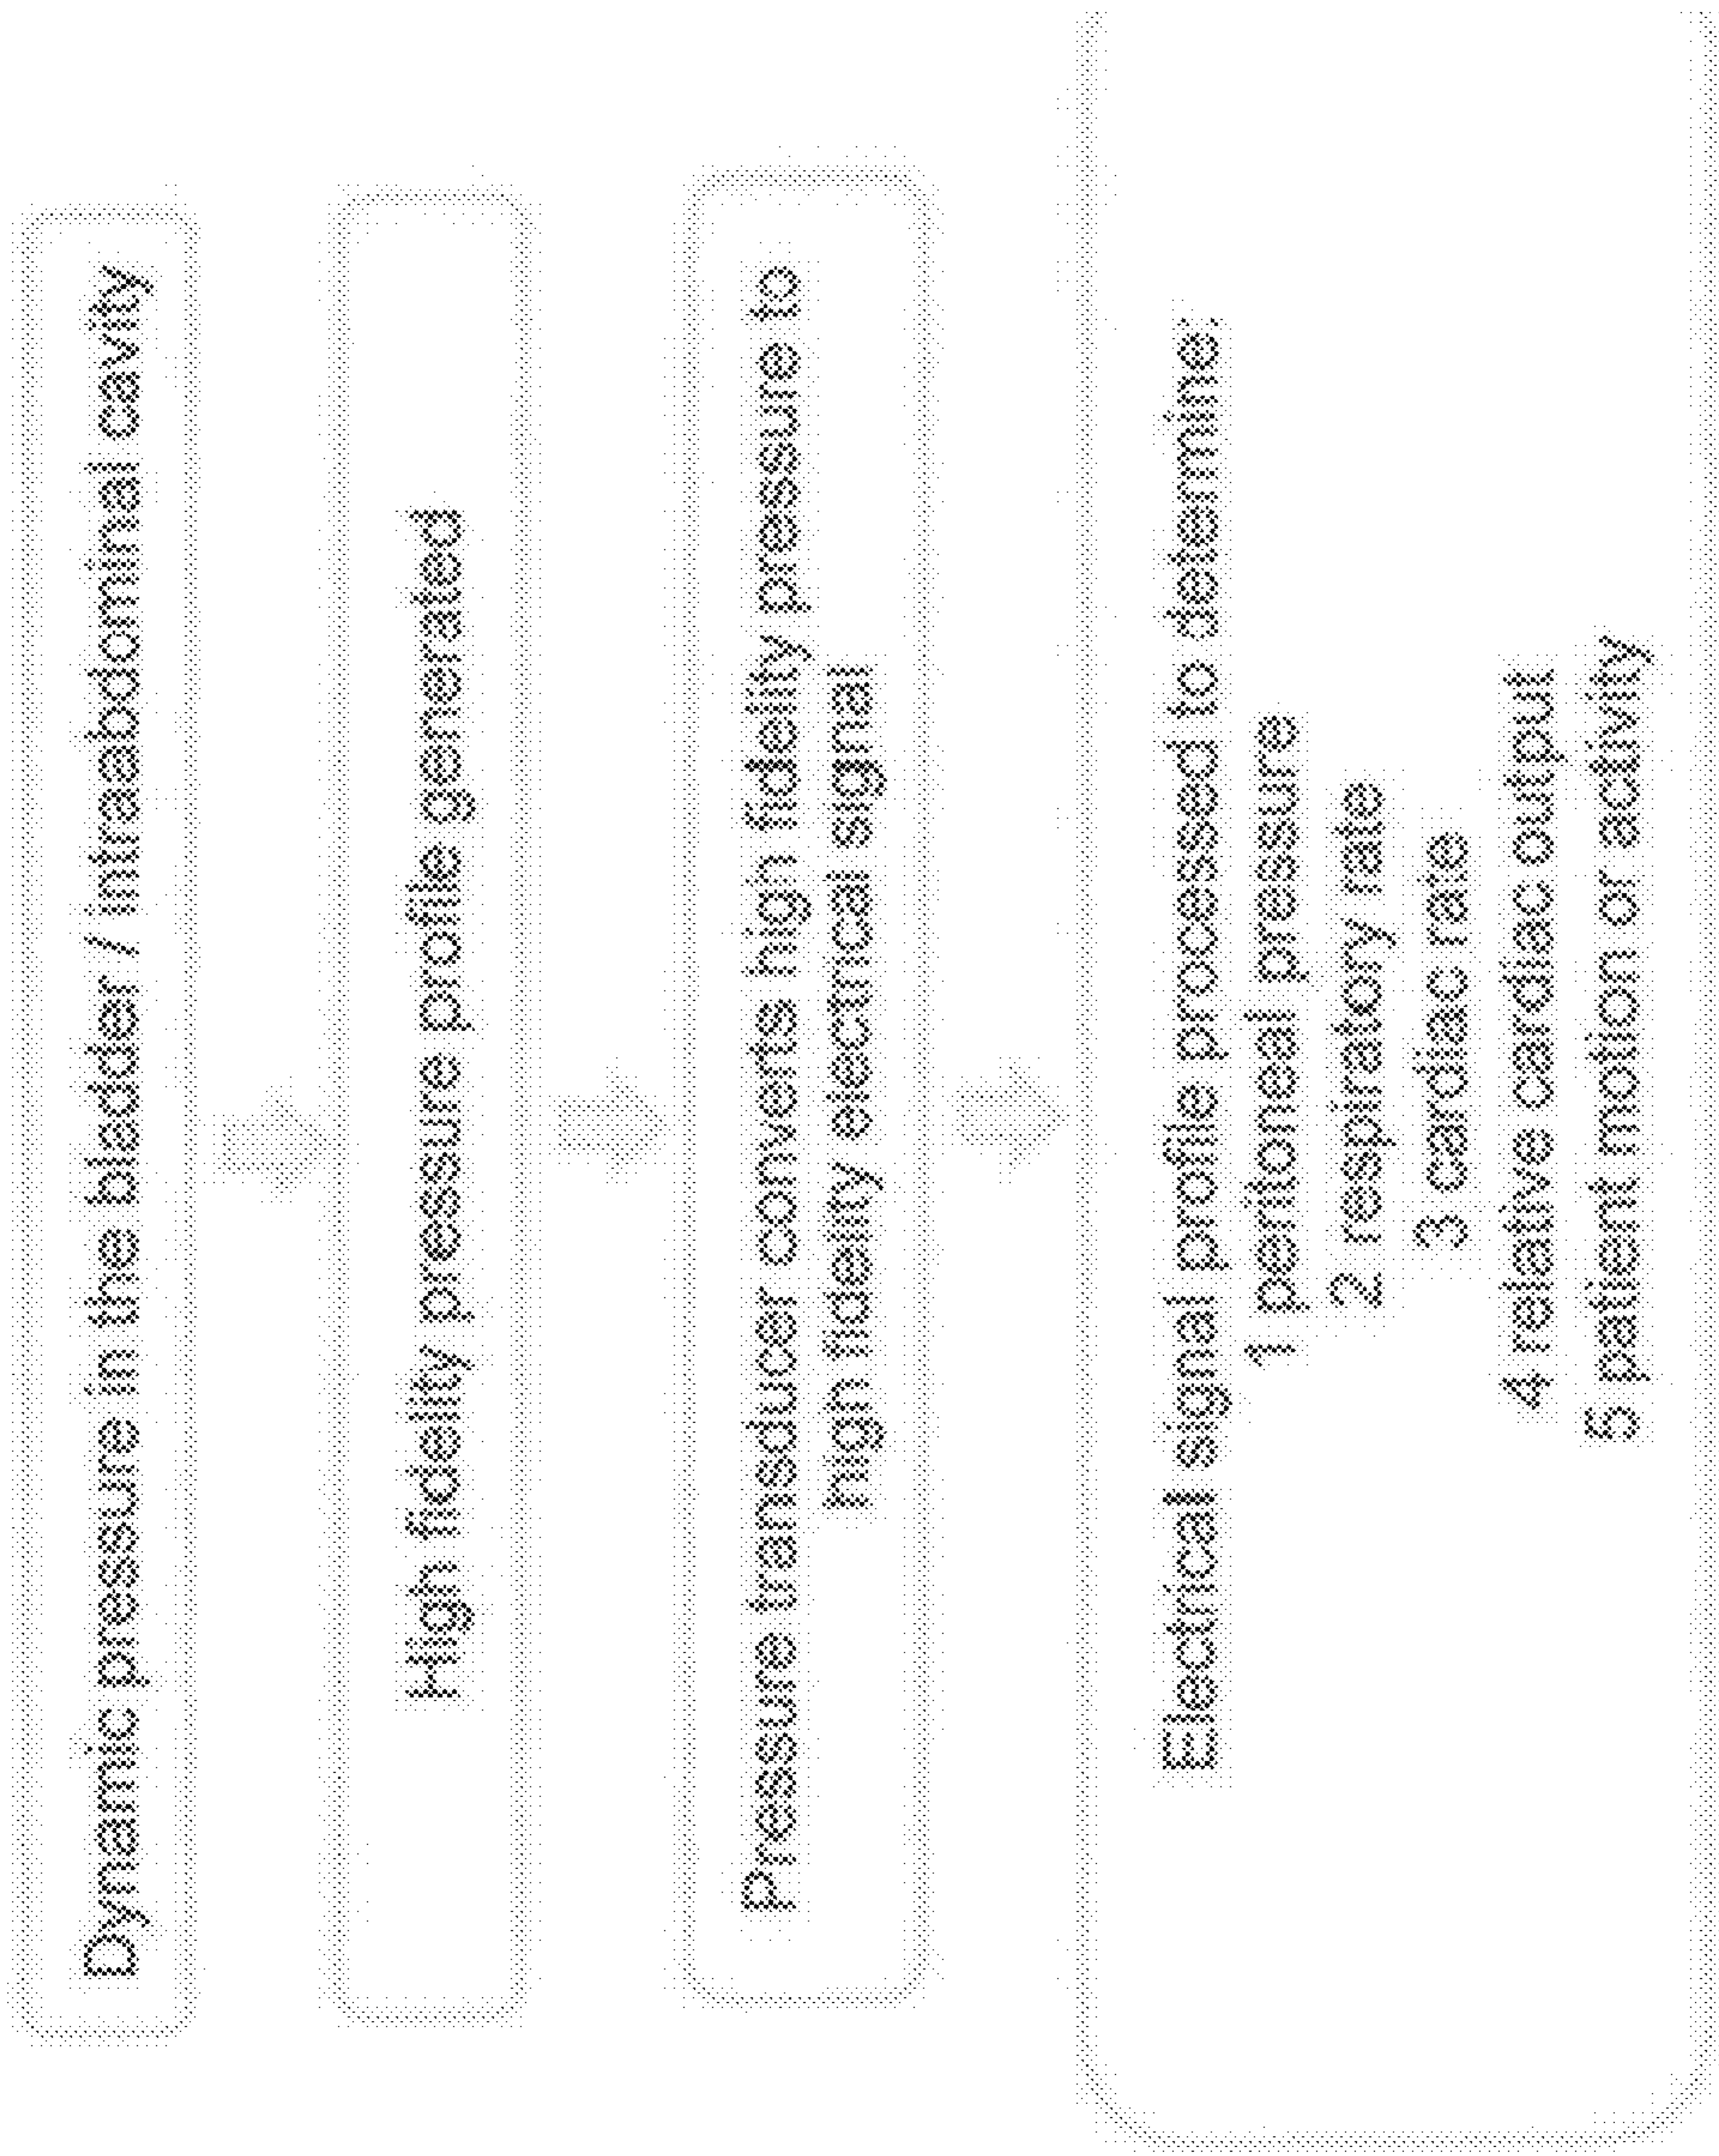 Dynamic pressure in the bladder / intraabdominal cavity
High fidelity pressure profile generated
Pressure transducer converts high fidelity pressure to
high fidelity electrical signal
Electrical signal profile processed to determine:
1 peritoneal pressure
2 respiratory rate
3 cardiac rate
4 relative cardiac output
5 patient motion or activity